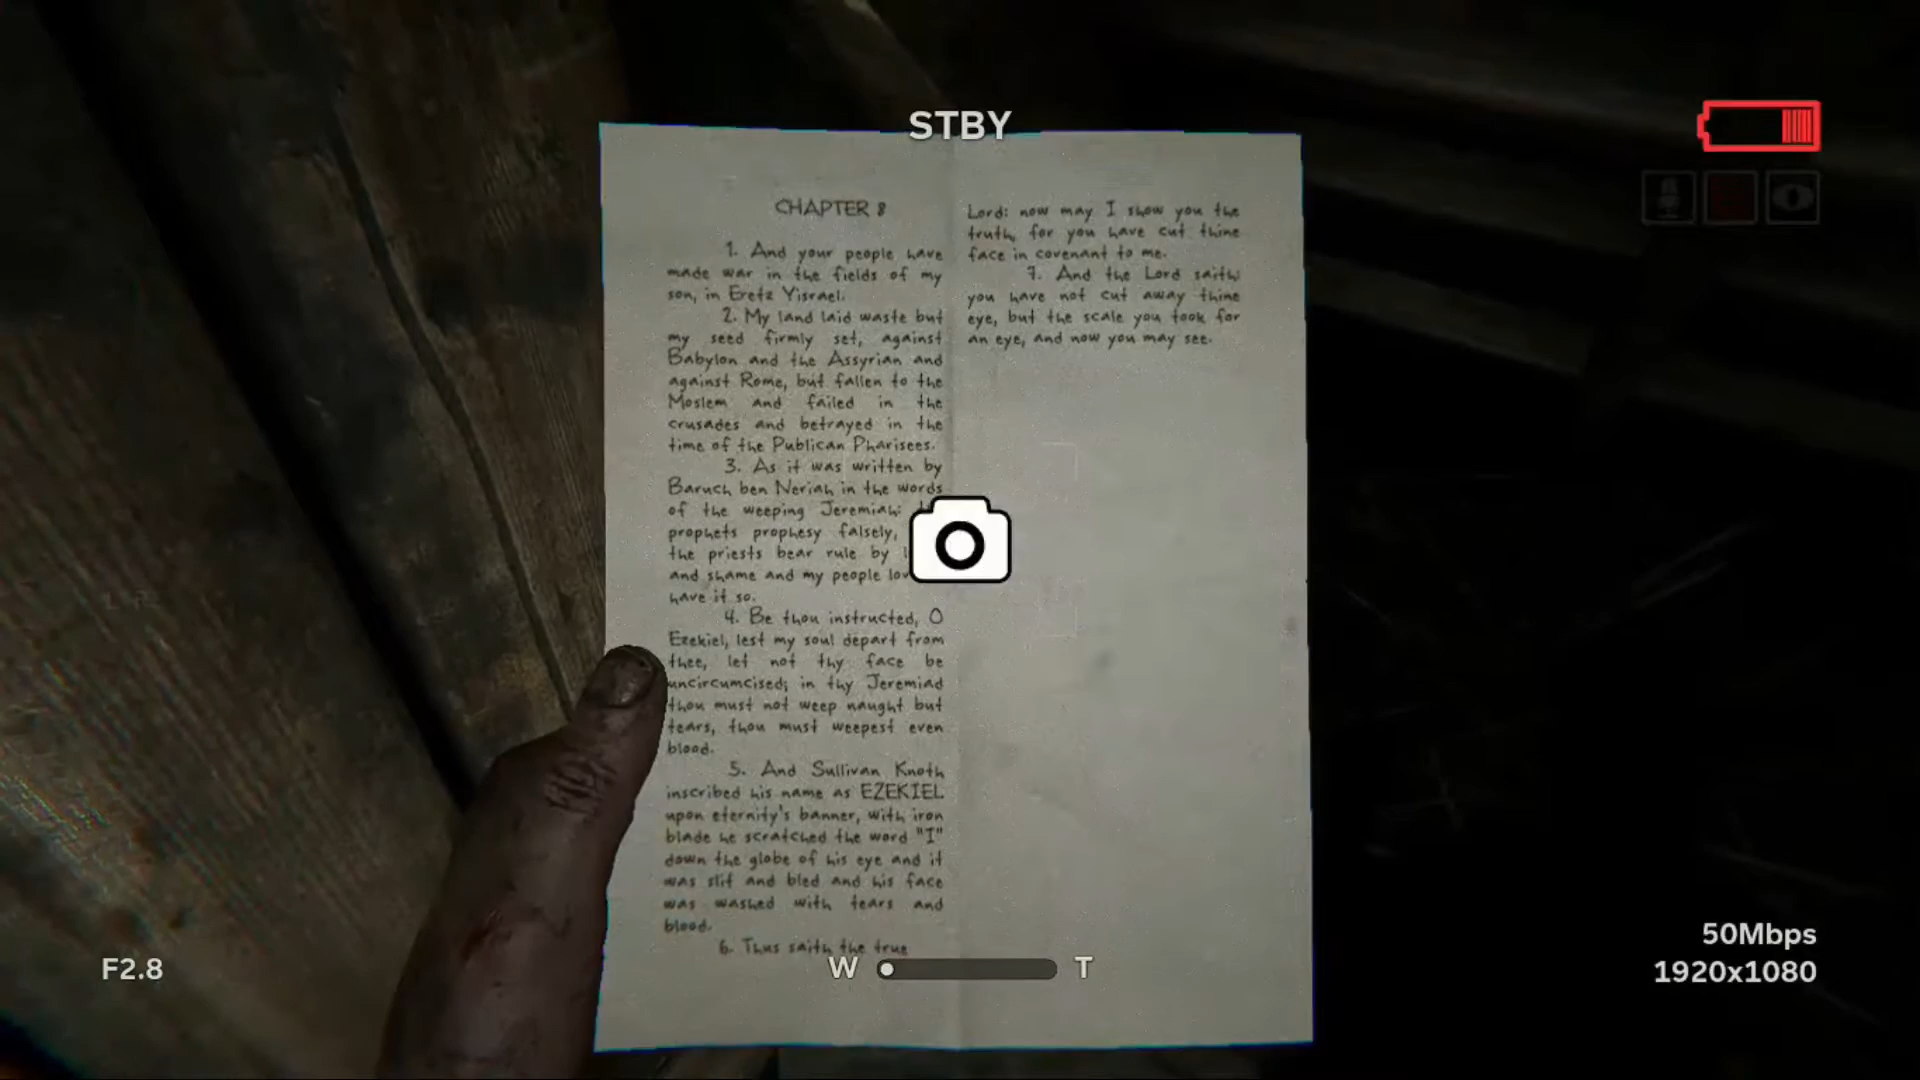 STBY
CHAPTER 8
1. And your people have
made war in the fields of my
son, in Eretz Yisrael.
2. My land laid waste but
my seed firmly set, against
Babylon and the Assyrian and
against Rome, but fallen to the
Moslem and failed in the
crusades and betrayed in the
time of the Publican Pharisees.
3. As it was written by
Baruch ben Neriah in the words
of the weeping Jeremiah:
prophets prophesy falsely,
the priests bear rule by
and shame and my people
have it so.
4. Be thou instructed, O
Ezekiel, lest my soul depart from
thee, let not thy face be
uncircumcised; in thy Jeremiad
thou must not weep naught but
tears, thou must weepest even
blood.
5. And Sullivan Knoth
inscribed his name as EZEKIEL
upon eternity's banner, with iron
blade he scratched the word "I"
down the globe of his eye and it
was slit and bled and his face
was washed with tears and
blood.
6. Thus saith the true
Lord: now may I show you the
truth, for you have cut thine
face in covenant to me.
7. And the Lord saith:
you have not cut away thine
eye, but the scale you took for
an eye, and now you may see.
F2.8
W T
50Mbps
1920x1080